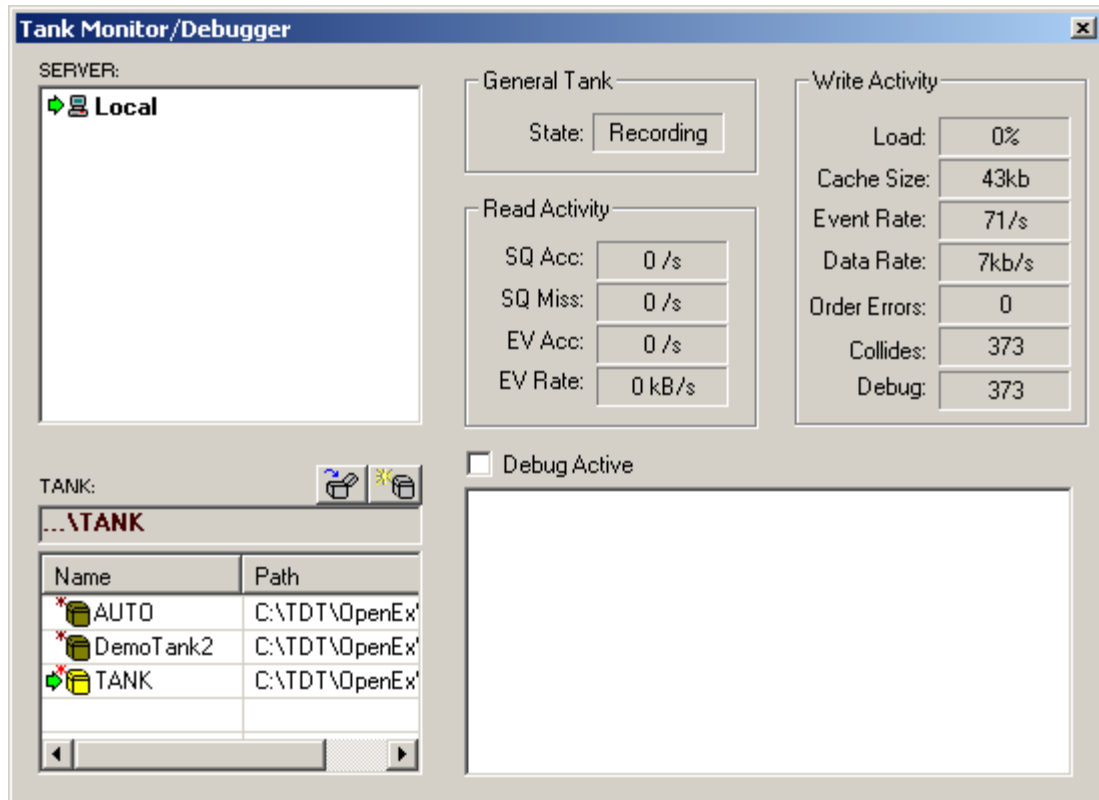 Tank Monitor/Debugger
SERVER:
Local
General Tank
State: Recording
Read Activity
SQ Acc: 0 /s
SQ Miss: 0 /s
EV Acc: 0 /s
EV Rate: 0 kB/s
Write Activity
Load: 0%
Cache Size: 43kb
Event Rate: 71/s
Data Rate: 7kb/s
Order Errors: 0
Collides: 373
Debug: 373
TANK:
...\TANK
Name Path
AUTO C:\TDT\OpenEx'
DemoTank2 C:\TDT\OpenEx'
TANK C:\TDT\OpenEx'
Debug Active